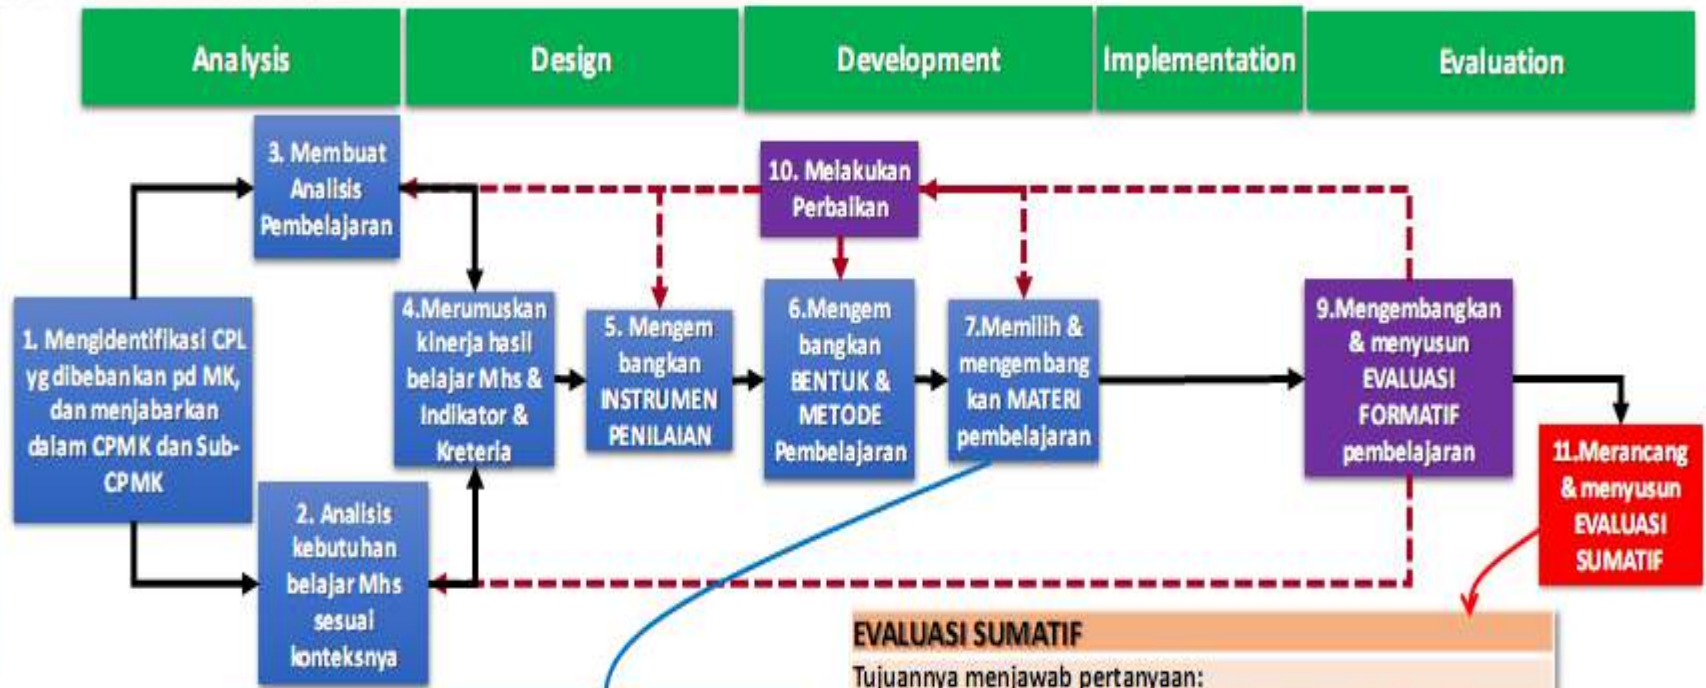 Analysis
Design
Development
Implementation
Evaluation
3. Membuat
Analisis
Pembelajaran
10. Melakukan
Perbaikan
1. Mengidentifikasi CPL
yg dibebankan pd MK,
dan menjabarkan
dalam CPMK dan Sub-
CPMK
2. Analisis
kebutuhan
belajar Mhs
sesuai
konteksnya
4.Merumuskan
kinerja hasil
belajar Mhs &
Indikator &
Kreteria
5. Mengem
bangkan
INSTRUMEN
PENILAIAN
6.Mengem
bangkan
BENTUK &
METODE
Pembelajaran
7.Memilih &
mengembang
kan MATERI
pembelajaran
9.Mengembangkan
& menyusun
EVALUASI
FORMATIF
pembelajaran
11.Merancang
& menyusun
EVALUASI
SUMATIF
EVALUASI SUMATIF
Tujuannya menjawab pertanyaan: